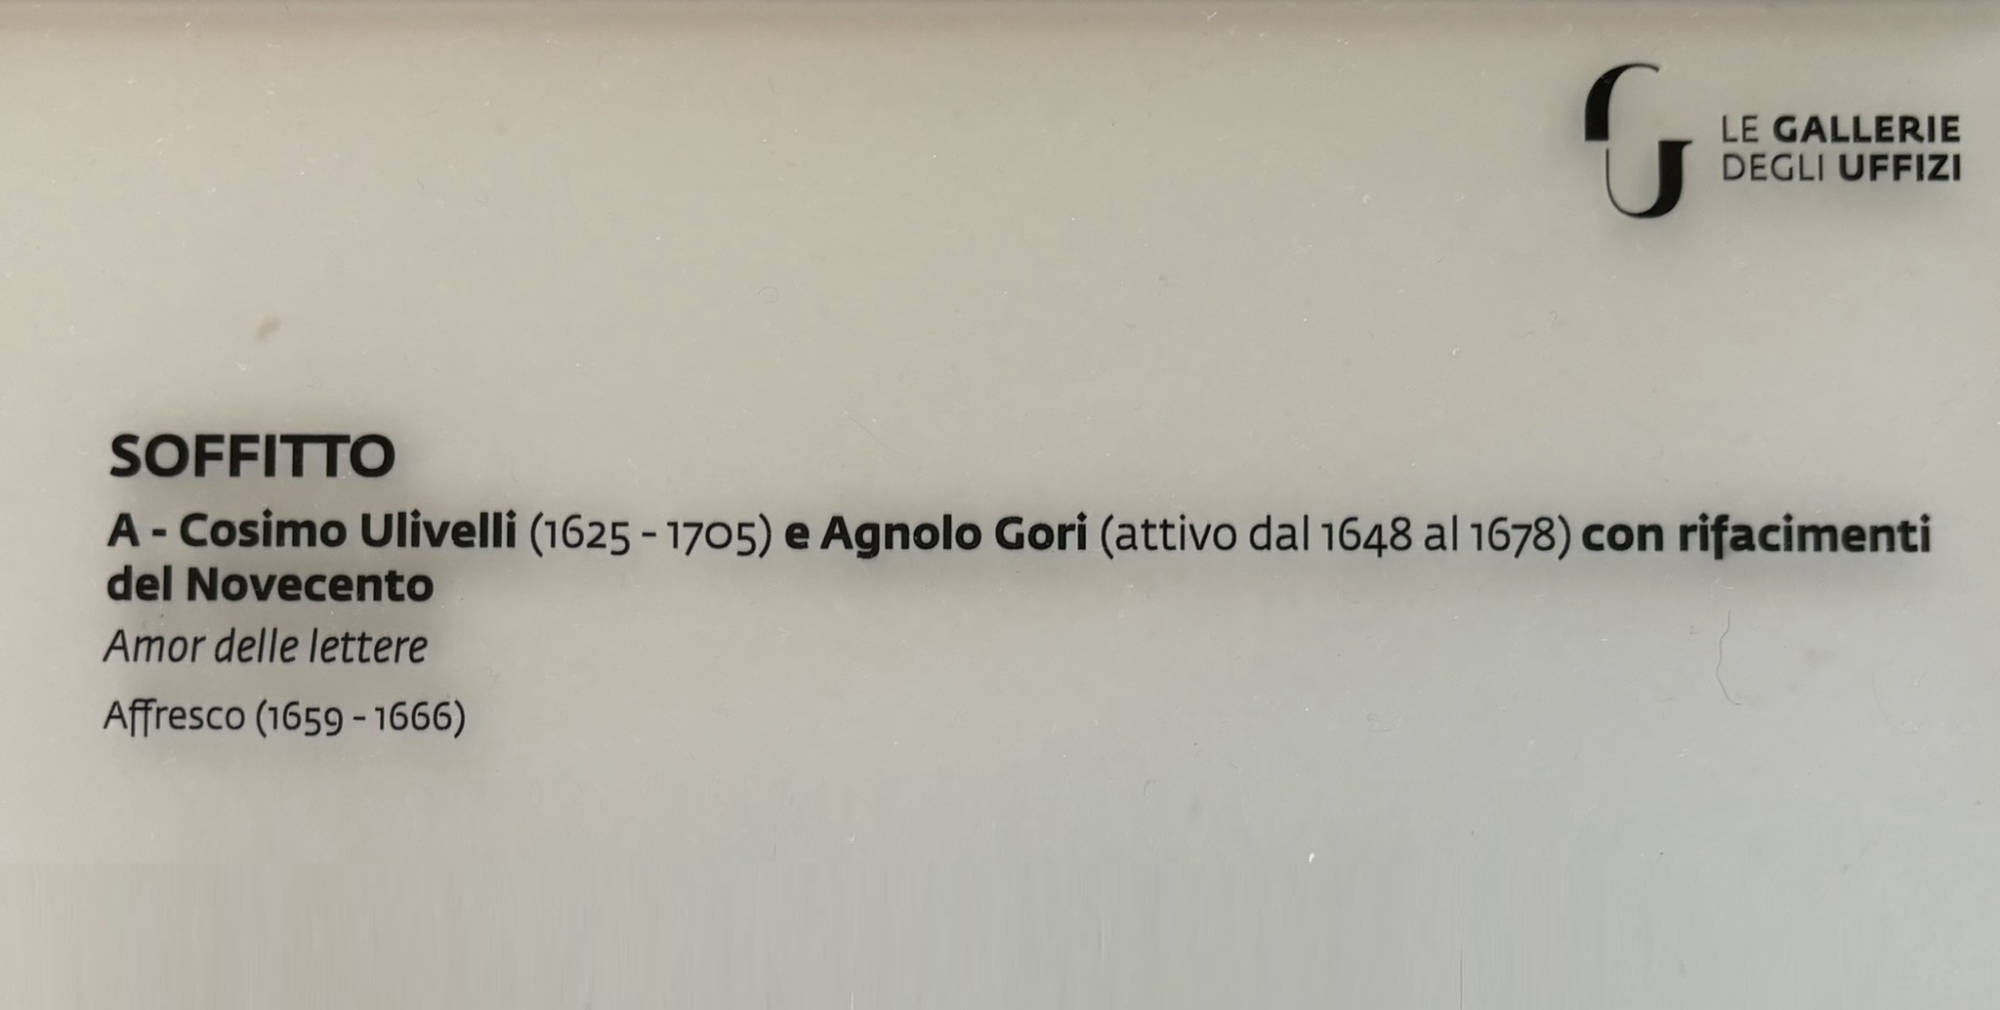 LE GALLERIE
DEGLI UFFIZI
SOFFITTO
A - Cosimo Ulivelli (1625 - 1705) e Agnolo Gori (attivo dal 1648 al 1678) con rifacimenti
del Novecento
Amor delle lettere
Affresco (1659 - 1666)